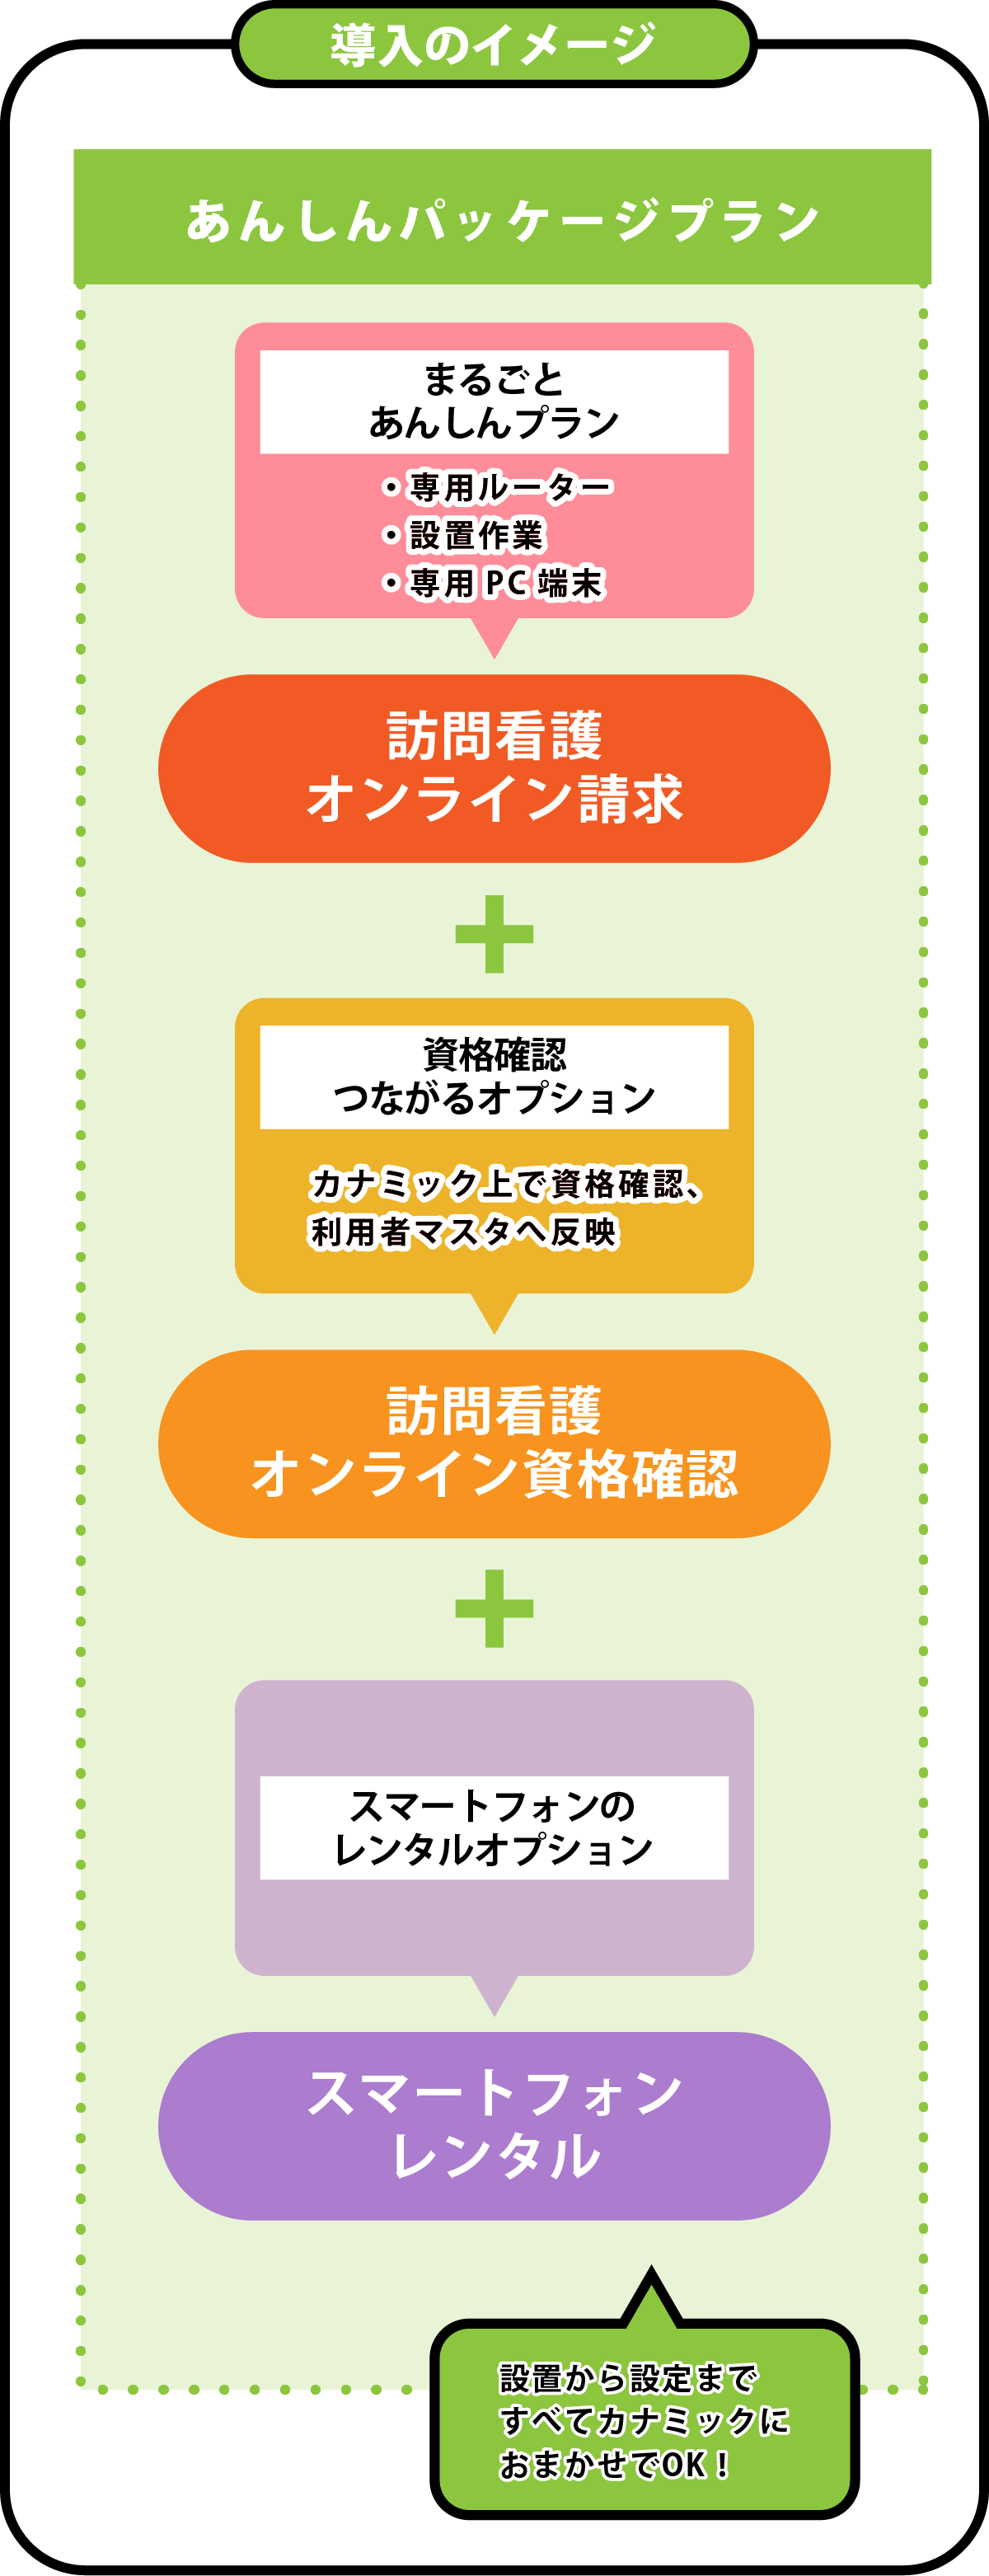 導入のイメージ
あんしんパッケージプラン
まるごと
あんしんプラン
・専用ルーター
・設置作業
・専用 PC 端末
訪問看護
オンライン請求
+
資格確認
つながるオプション
カナミック上で資格確認、
利用者マスタへ反映
訪問看護
オンライン資格確認
+
スマートフォンの
レンタルオプション
スマートフォン
レンタル
設置から設定まで
すべてカナミックに
おまかせでOK！